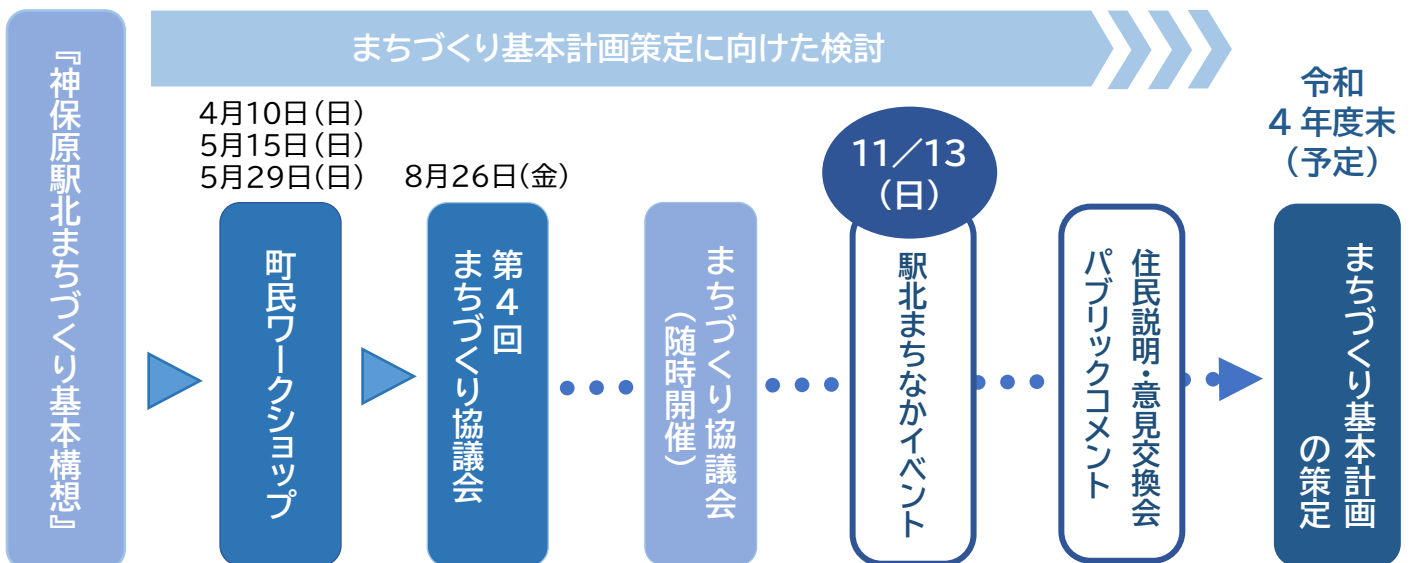 『神保原駅北まちづくり基本構想』
まちづくり基本計画策定に向けた検討
4月10日(日)
5月15日(日)
5月29日(日)
町民ワークショップ
8月26日(金)
第4回
まちづくり協議会
まちづくり協議会
(随時開催)
11/13
(日)
駅北まちなかイベント
住民説明・意見交換会
パブリックコメント
令和
4年度末
(予定)
まちづくり基本計画
の策定